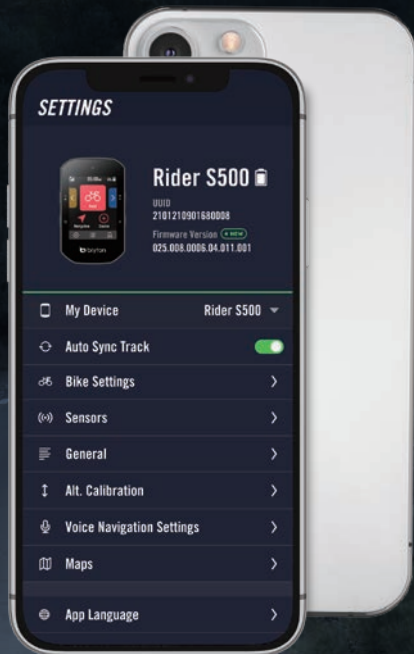 SETTINGS
Rider S500
UUID
2101210901680008
Firmware Version NEW
025.008.0006.04.011.001
bryton
My Device Rider S500
Auto Sync Track
Bike Settings
Sensors
General
Alt. Calibration
Voice Navigation Settings
Maps
App Language